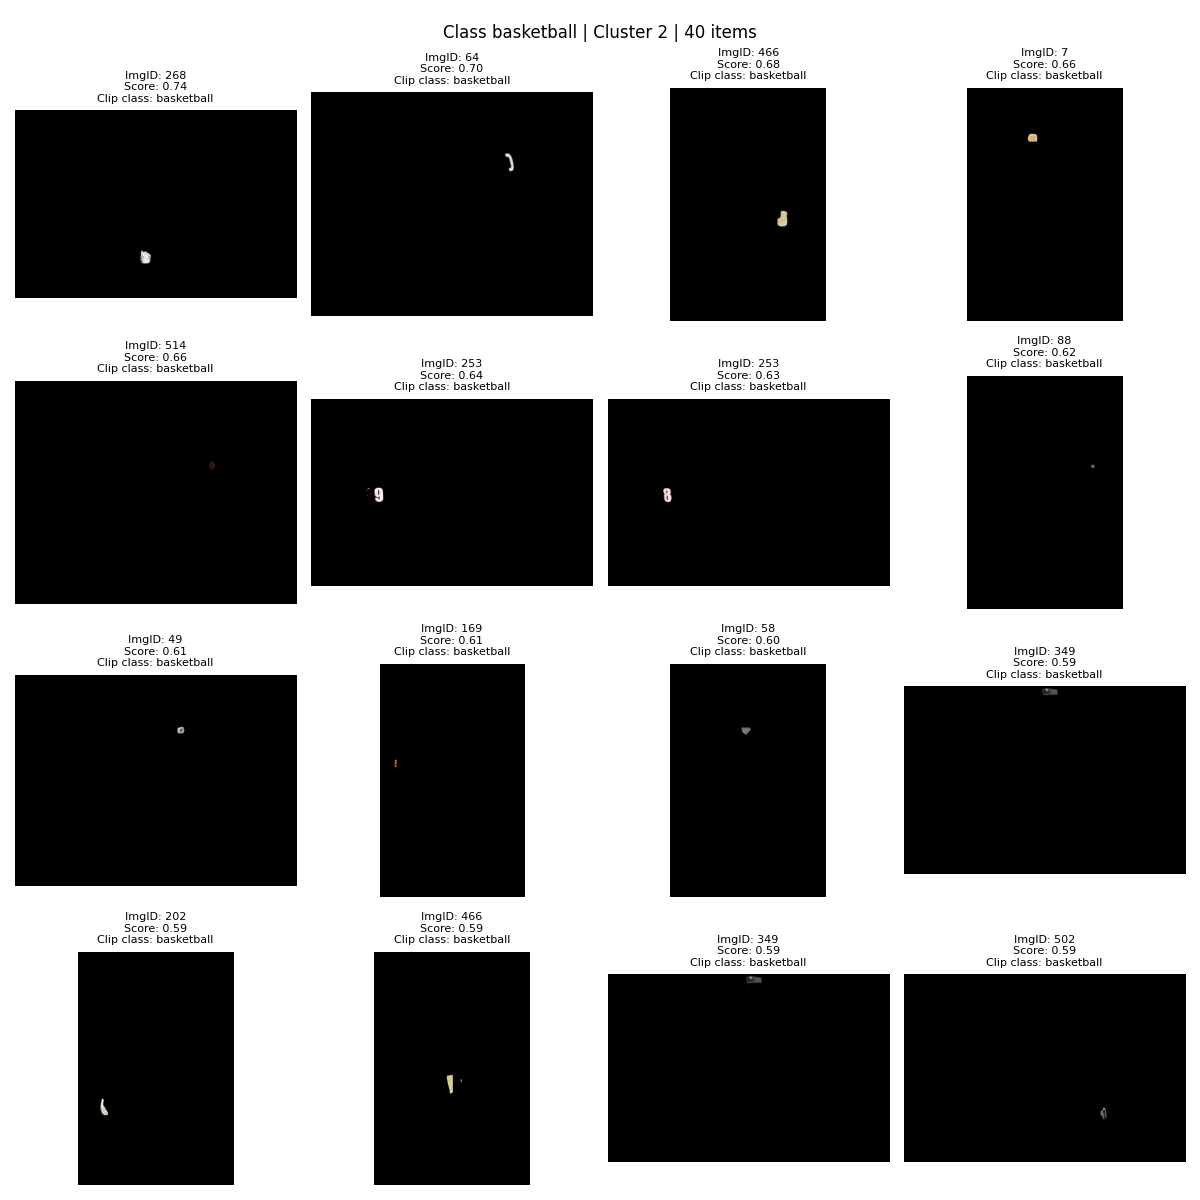 Class basketball | Cluster 2 | 40 items
ImgID: 268
Score: 0.74
Clip class: basketball
ImgID: 64
Score: 0.70
Clip class: basketball
ImgID: 466
Score: 0.68
Clip class: basketball
ImgID: 7
Score: 0.66
Clip class: basketball
ImgID: 514
Score: 0.66
Clip class: basketball
ImgID: 253
Score: 0.64
Clip class: basketball
9
ImgID: 253
Score: 0.63
Clip class: basketball
8
ImgID: 88
Score: 0.62
Clip class: basketball
ImgID: 49
Score: 0.61
Clip class: basketball
ImgID: 169
Score: 0.61
Clip class: basketball
ImgID: 58
Score: 0.60
Clip class: basketball
ImgID: 349
Score: 0.59
Clip class: basketball
ImgID: 202
Score: 0.59
Clip class: basketball
ImgID: 466
Score: 0.59
Clip class: basketball
ImgID: 349
Score: 0.59
Clip class: basketball
ImgID: 502
Score: 0.59
Clip class: basketball